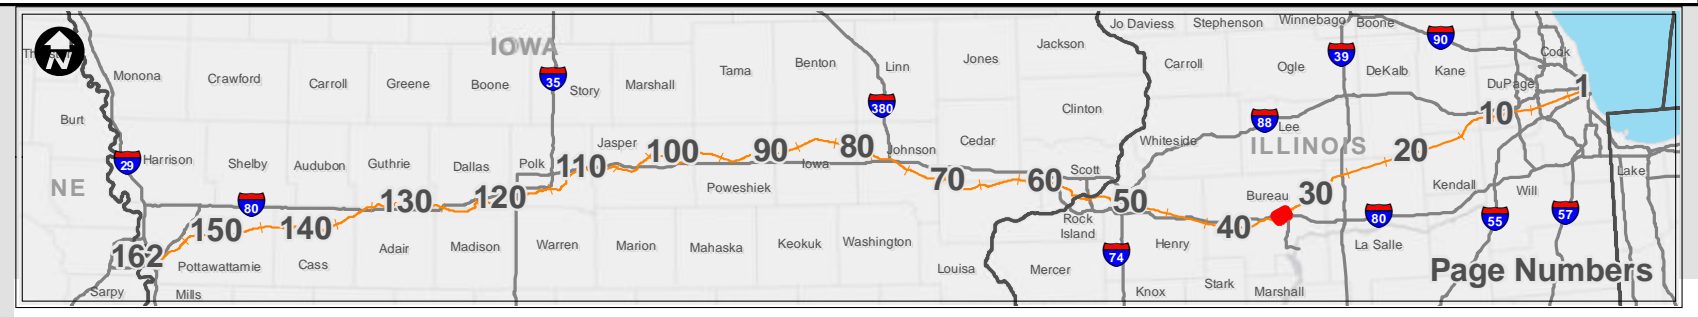 Jo Daviess Stephenson Winnebago Boone
IOWA
90
39
Jackson
Cook
N
Monona Crawford Carroll Greene Boone
35
Story Marshall Tama Benton Linn Jones Carroll Ogle DeKalb Kane DuPage
1
380
Clinton
10
Burt
88
Lee
Whiteside
ILLINOIS
29
Harrison Shelby Audubon Guthrie Dallas Polk
Jasper
110 100 90 80
Iowa
Johnson
Cedar
20
Scott
Lake
NE
80
130 120
Poweshiek
70 60 50
Bureau
30
Kendall Will
150 140
Rock
Island
40
80
55
57
162
Pottawattamie Cass Adair Madison Warren Marion Mahaska Keokuk Washington
Louisa Mercer
74
Henry
La Salle
Page Numbers
Sarpy Mills
Knox Stark Marshall